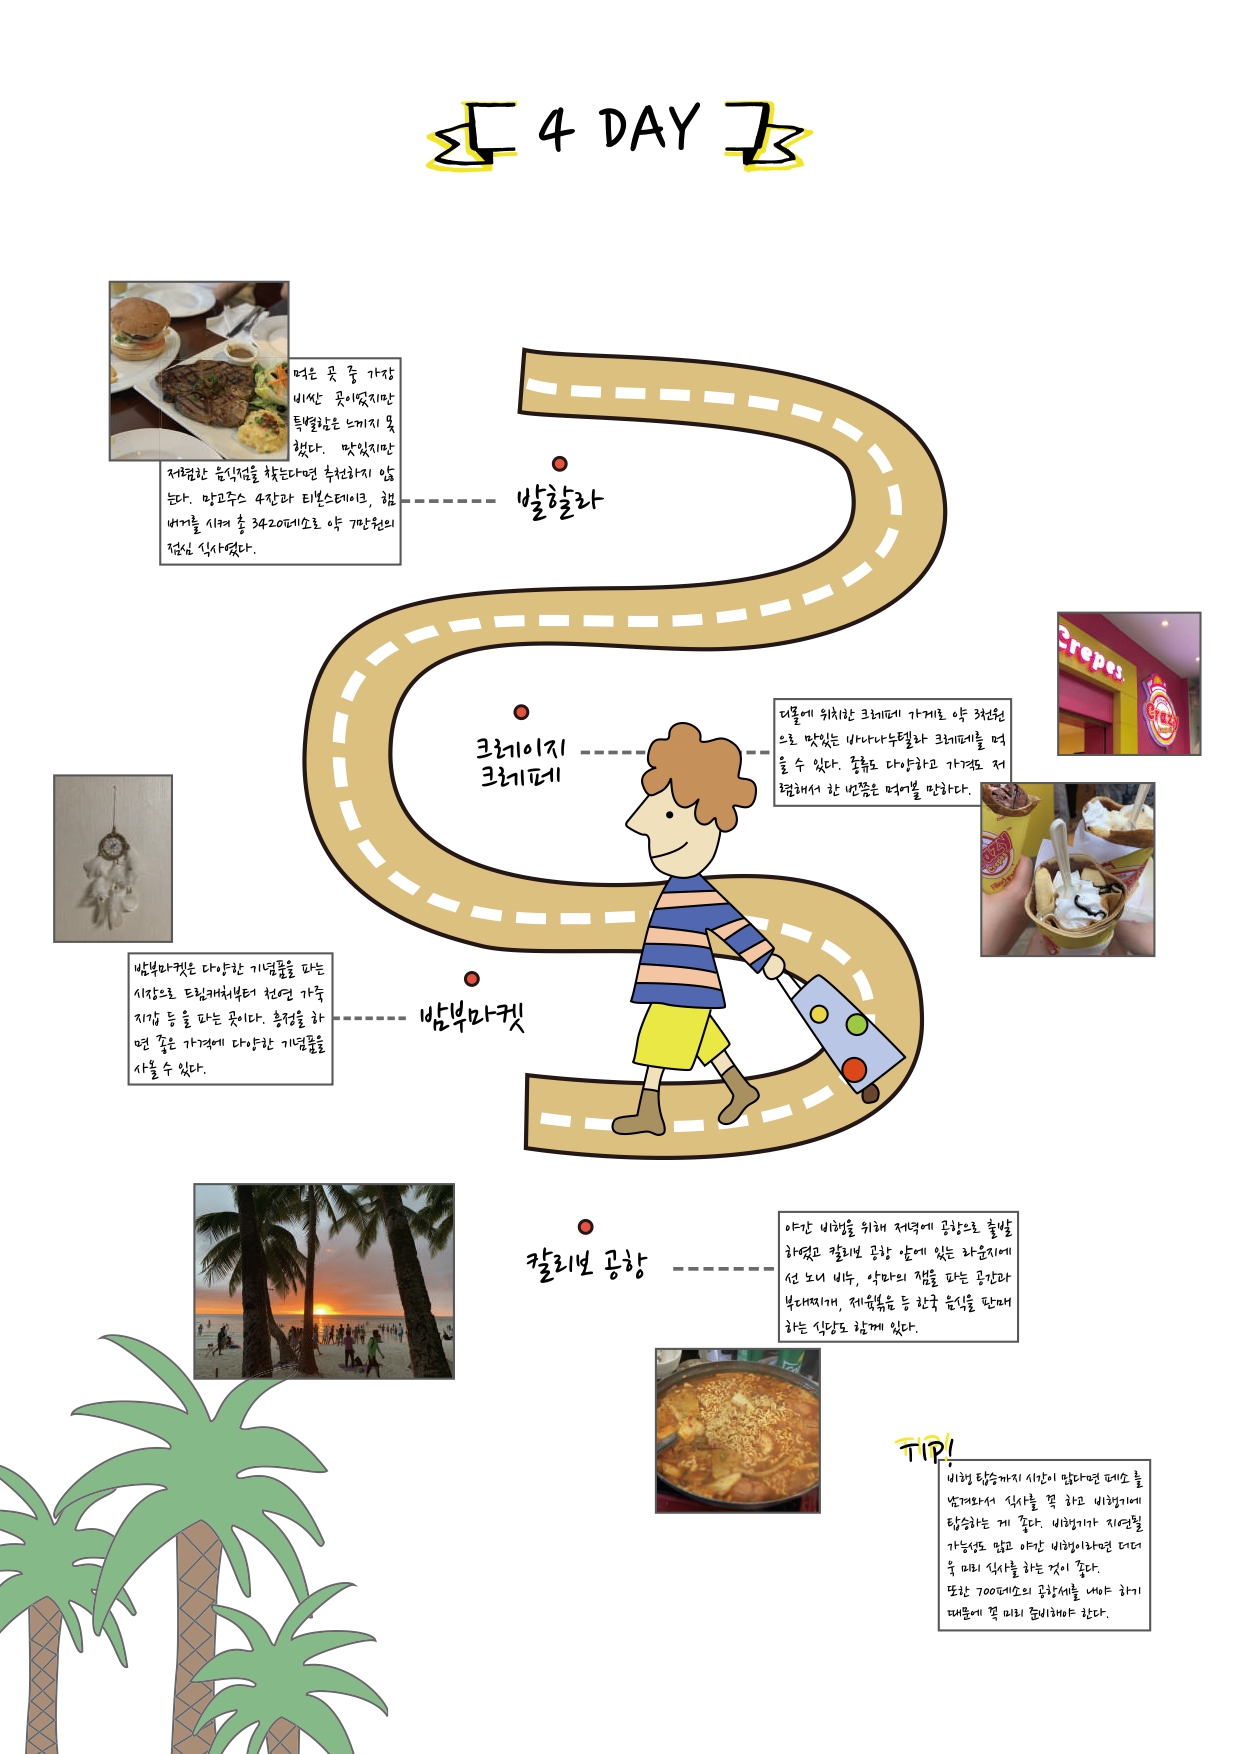 4 DAY
먹은 곳 중 가장
비싼 곳이었지만
특별함은 느끼지 못
했다. 맛있지만
저렴한 음식점을 찾는다면 추천하지 않
는다. 망고주스 4잔과 티본스테이크, 햄
버거를 시켜 총 3420페소로 약 7만원의
점심 식사였다.
발할라
Crepes.
크레이지
크레페
디몰에 위치한 크레페 가게로 약 3천원
으로 맛있는 바나나누텔라 크레페를 먹
을 수 있다. 종류도 다양하고 가격도 저
렴해서 한 번쯤은 먹어볼 만하다.
Crazy
밤부마켓은 다양한 기념품을 파는
시장으로 드림캐쳐부터 천연 가죽
지갑 등 을 파는 곳이다. 흥정을 하
면 좋은 가격에 다양한 기념품을
사올 수 있다.
밤부마켓
칼리보 공항
야간 비행을 위해 저녁에 공항으로 출발
하였고 칼리보 공항 앞에 있는 라운지에
선 노니 비누, 악마의 잼을 파는 공간과
부대찌개, 제육볶음 등 한국 음식을 판매
하는 식당도 함께 있다.
TIP!
비행 탑승까지 시간이 많다면 페소 를
남겨와서 식사를 꼭 하고 비행기에
탑승하는 게 좋다. 비행기가 지연될
가능성도 많고 야간 비행이라면 더더
욱 미리 식사를 하는 것이 좋다.
또한 700페소의 공항세를 내야 하기
때문에 꼭 미리 준비해야 한다.